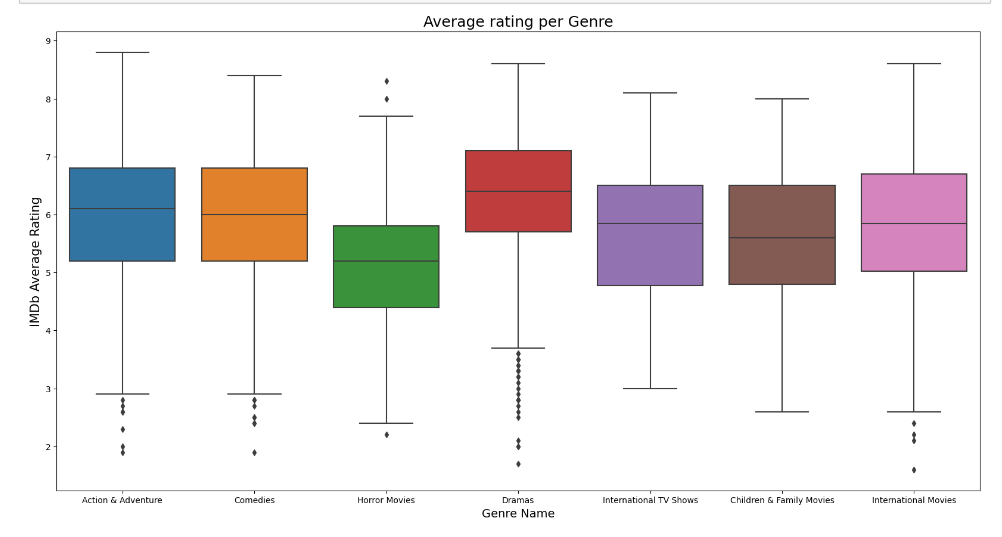 Average rating per Genre
9
8
7
6
5
4
3
2
IMDb Average Rating
Action & Adventure
Comedies
Horror Movies
Dramas
International TV Shows
Children & Family Movies
International Movies
Genre Name